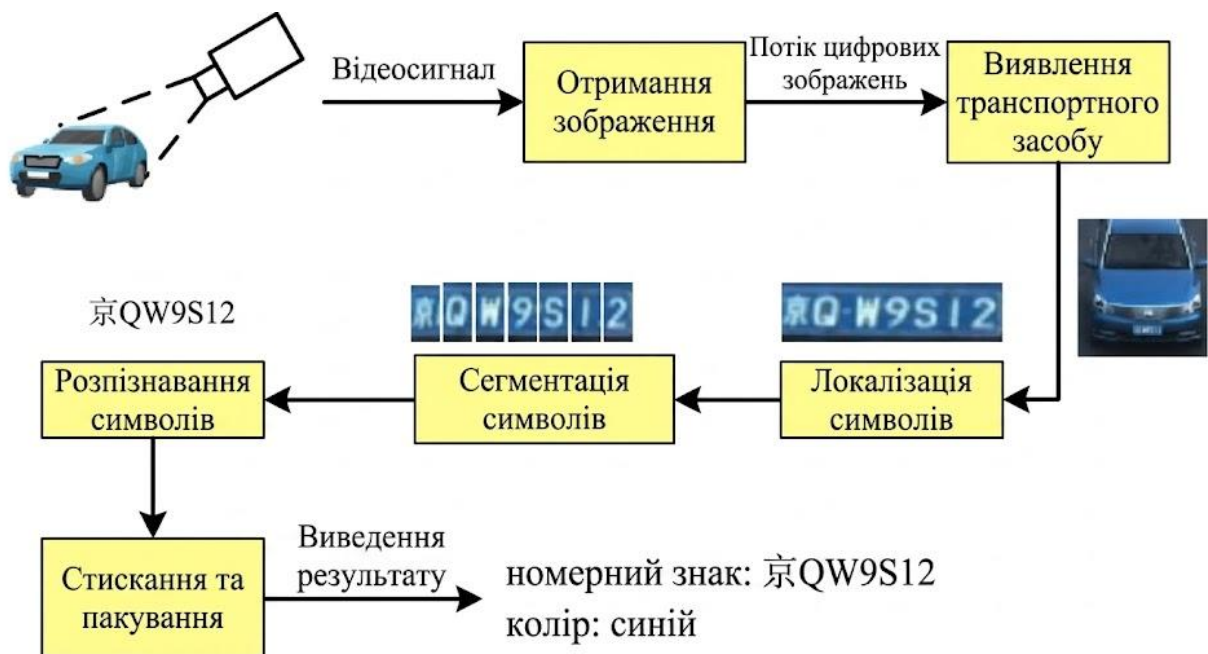 Відеосигнал
Отримання
зображення
Потік цифрових
зображень
Виявлення
транспортного
засобу
京Q·W9S12
京QW9S12
京QW9S12
Локалізація
символів
Сегментація
символів
Розпізнавання
символів
Стискання та
пакування
Виведення
результату
номерний знак: 京QW9S12
колір: синій